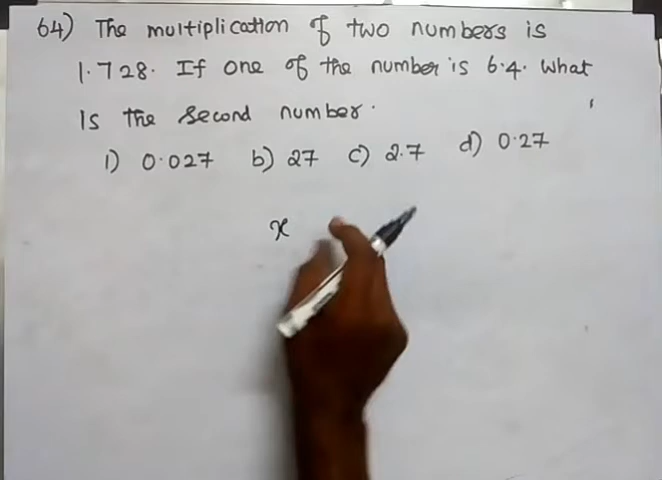 64) The multiplication of two numbers is
1.728. If one of the number is 6.4. What
Is the second number.
1) 0.027 b) 27 c) 2.7 d) 0.27
x